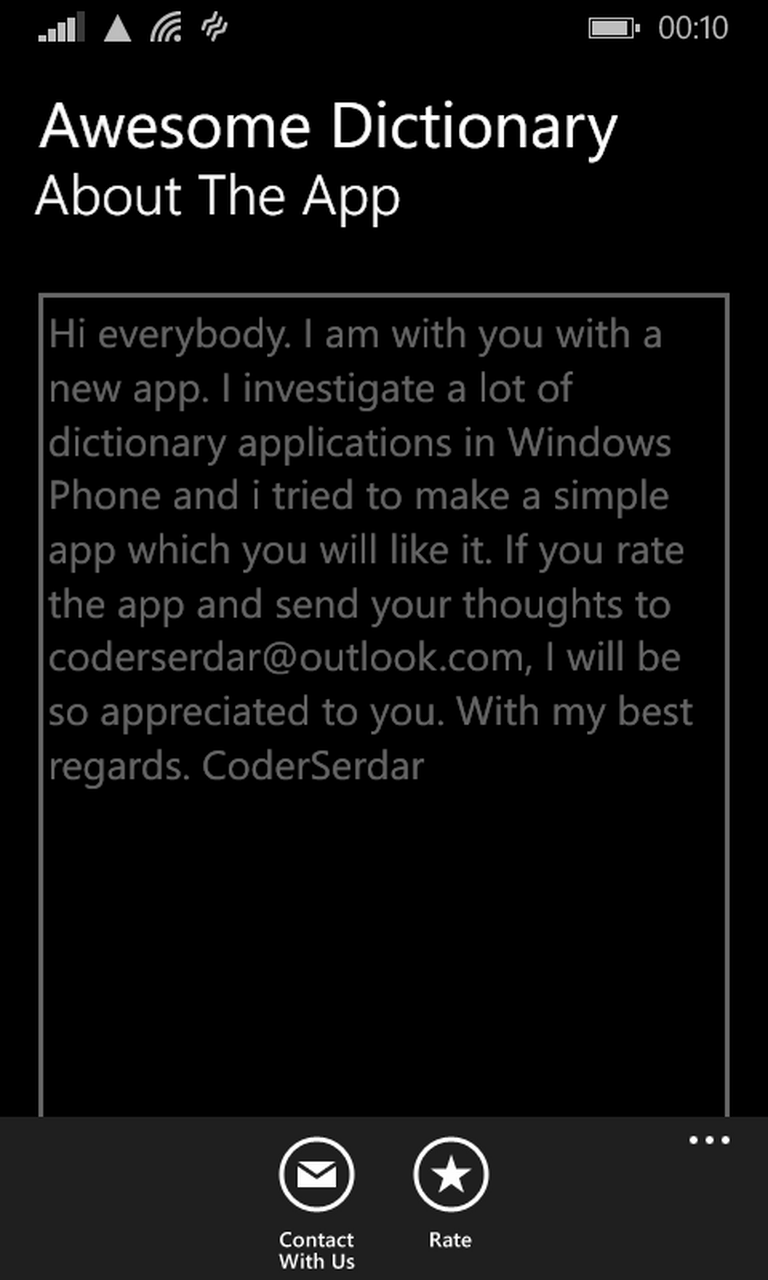 00:10
Awesome Dictionary
About The App
Hi everybody. I am with you with a
new app. I investigate a lot of
dictionary applications in Windows
Phone and i tried to make a simple
app which you will like it. If you rate
the app and send your thoughts to
coderserdar@outlook.com, I will be
so appreciated to you. With my best
regards. CoderSerdar
Contact
With Us
Rate